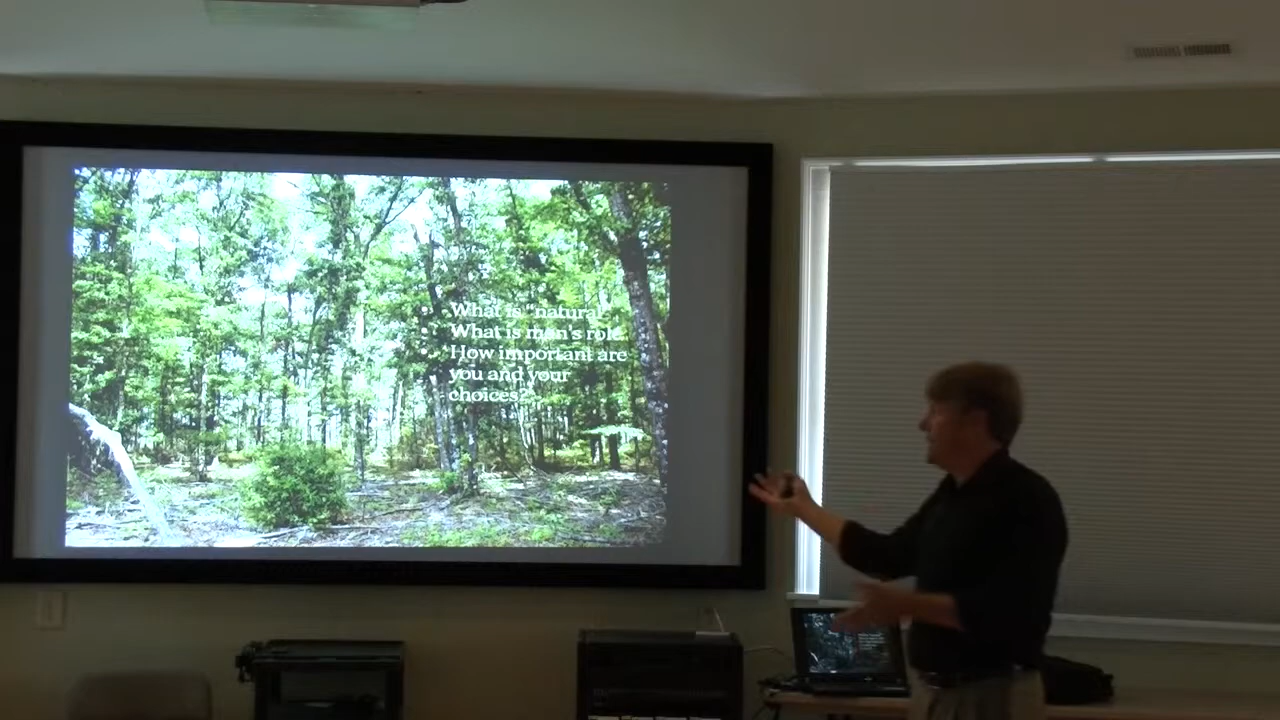 What is "natural"
What is man's role
How important are
you and your
choices?